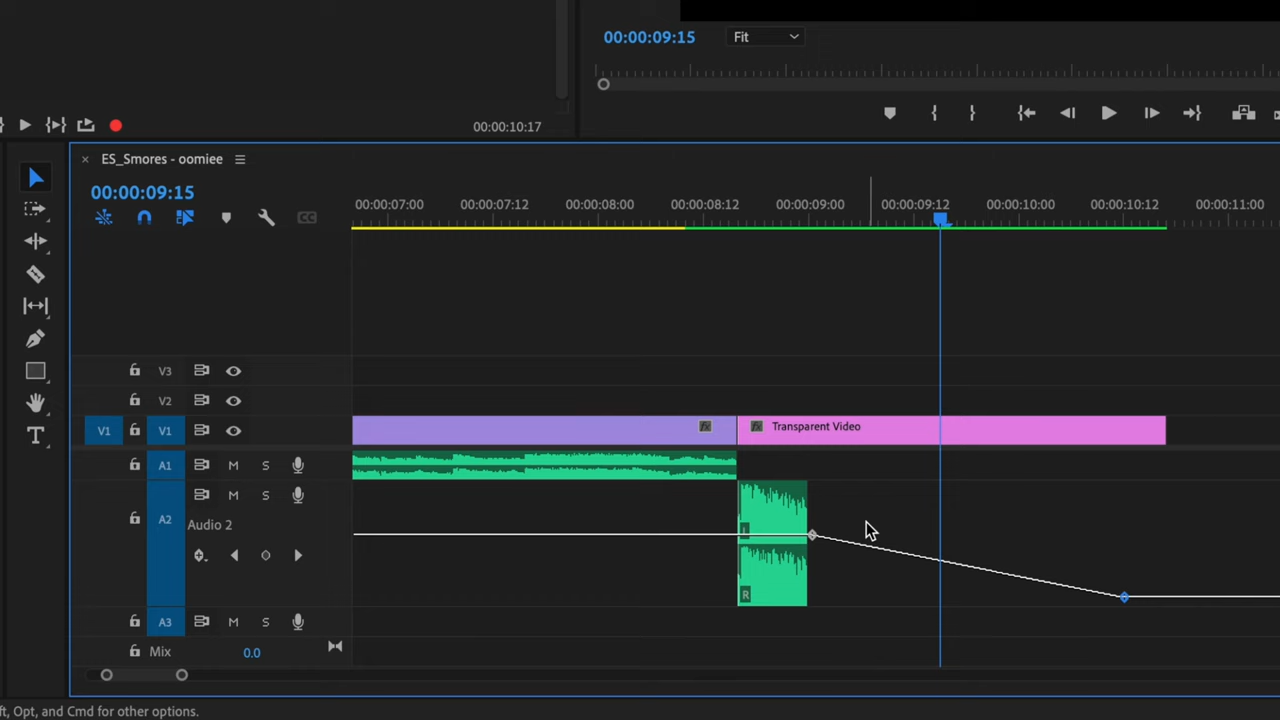 00:00:09:15
Fit
00:00:10:17
× ES_Smores - oomiee
00:00:09:15
00:00:07:00 00:00:07:12 00:00:08:00 00:00:08:12 00:00:09:00 00:00:09:12 00:00:10:00 00:00:10:12 00:00:11:00
V3
V2
V1 V1 fx fx Transparent Video
A1 M S
A2 M S
Audio 2
L
R
A3 M S
Mix 0.0
ft, Opt, and Cmd for other options.